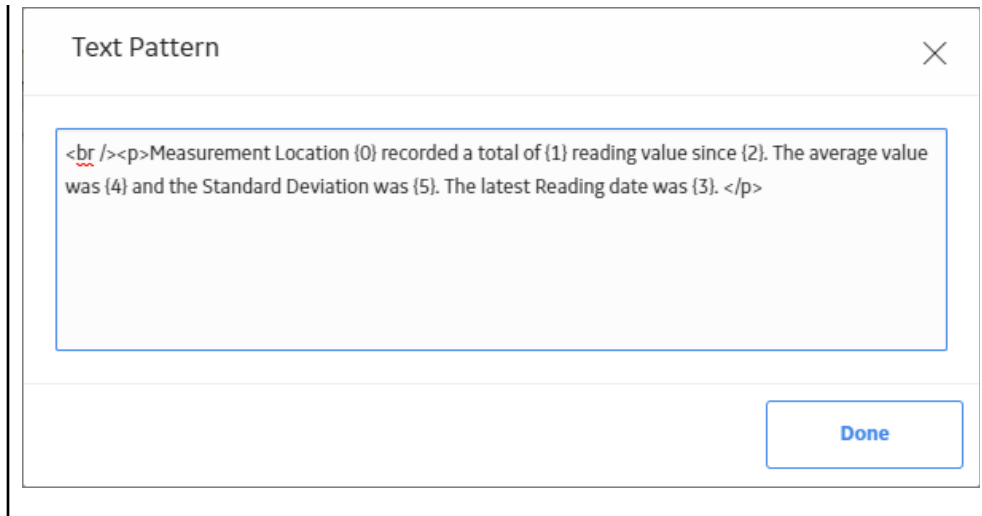 Text Pattern
<br /><p>Measurement Location {0} recorded a total of {1} reading value since {2}. The average value
was {4} and the Standard Deviation was {5}. The latest Reading date was {3}. </p>
Done